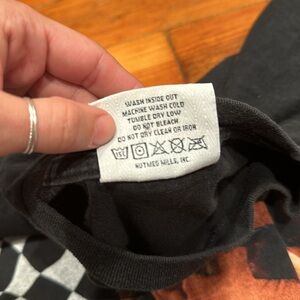 WASH INSIDE OUT
MACHINE WASH COLD
TUMBLE DRY LOW
DO NOT BLEACH
DO NOT DRY CLEAN OR IRON
NUTMEG MILLS, INC.